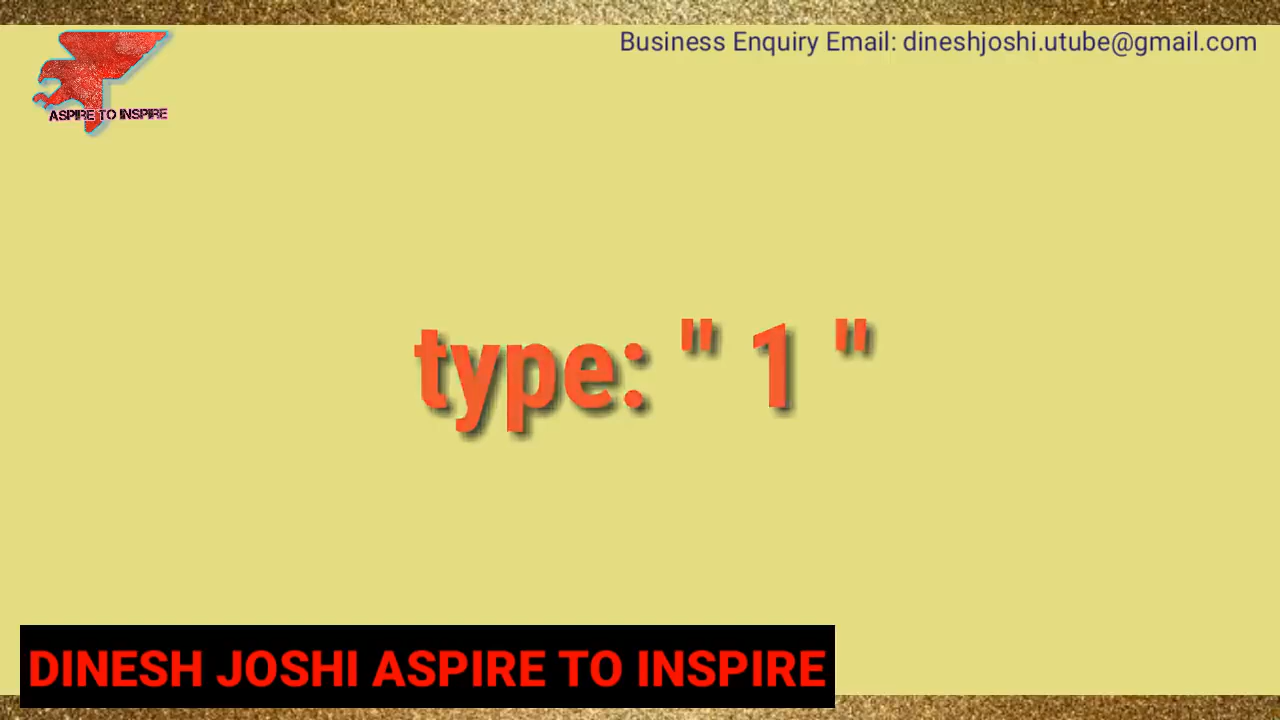 Business Enquiry Email: dineshjoshi.utube@gmail.com
ASPIRE TO INSPIRE
type: " 1 "
DINESH JOSHI ASPIRE TO INSPIRE